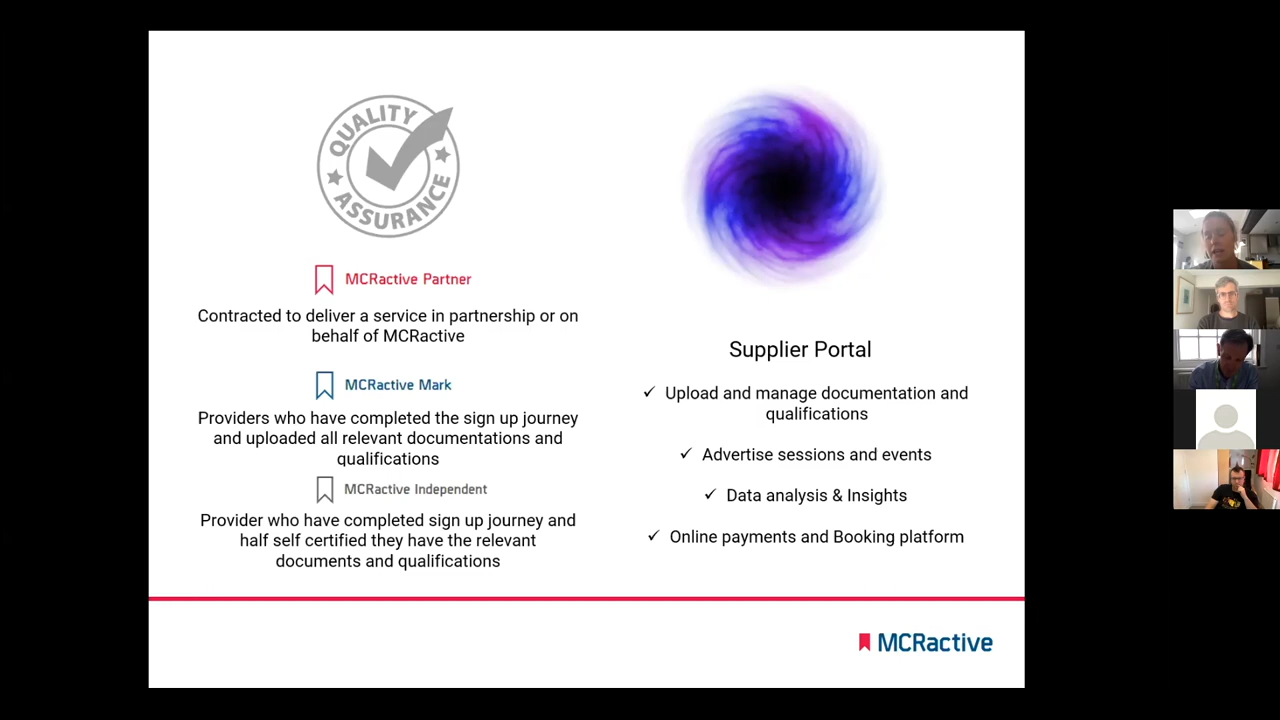 QUALITY
ASSURANCE
MCRactive Partner
Contracted to deliver a service in partnership or on
behalf of MCRactive
MCRactive Mark
Providers who have completed the sign up journey
and uploaded all relevant documentations and
qualifications
MCRactive Independent
Provider who have completed sign up journey and
half self certified they have the relevant
documents and qualifications
Supplier Portal
✓ Upload and manage documentation and
qualifications
✓ Advertise sessions and events
✓ Data analysis & Insights
✓ Online payments and Booking platform
MCRactive